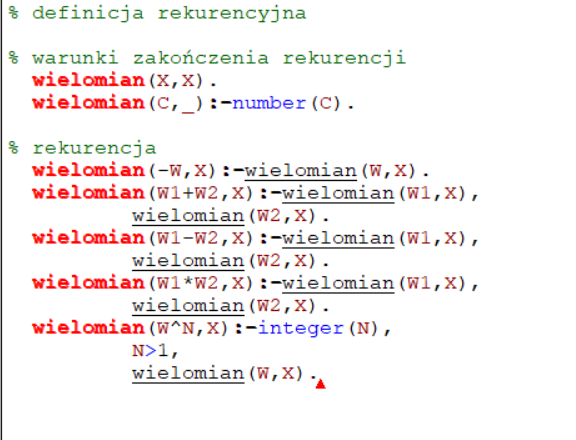 % definicja rekurencyjna
% warunki zakończenia rekurencji
wielomian(X,X).
wielomian(C,_):-number(C).
% rekurencja
wielomian(-W,X):-wielomian(W,X).
wielomian(W1+W2,X):-wielomian(W1,X),
wielomian(W2,X).
wielomian(W1-W2,X):-wielomian(W1,X),
wielomian(W2,X).
wielomian(W1*W2,X):-wielomian(W1,X),
wielomian(W2,X).
wielomian(W^N,X):-integer(N),
N>1,
wielomian(W,X).